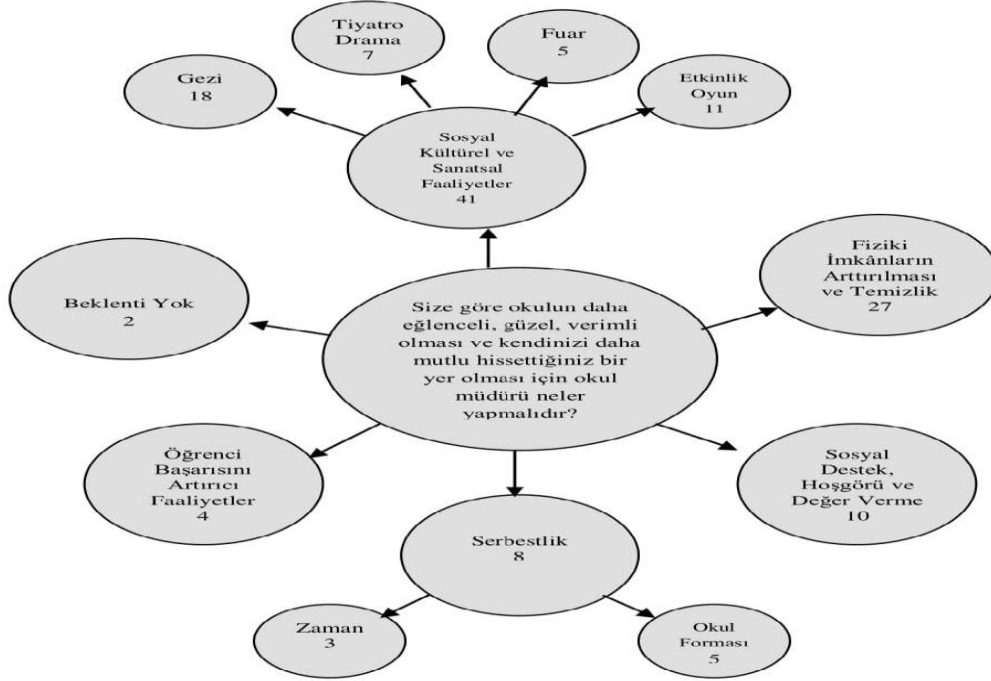 Tiyatro
Drama
7
Fuar
5
Gezi
18
Etkinlik
Oyun
11
Sosyal
Kültürel ve
Sanatsal
Faaliyetler
41
Fiziki
İmkânların
Arttırılması
ve Temizlik
27
Beklenti Yok
2
Size göre okulun daha
eğlenceli, güzel, verimli
olması ve kendinizi daha
mutlu hissettiğiniz bir
yer olması için okul
müdürü neler
yapmalıdır?
Öğrenci
Başarısını
Artırıcı
Faaliyetler
4
Sosyal
Destek,
Hoşgörü ve
Değer Verme
10
Serbestlik
8
Zaman
3
Okul
Forması
5